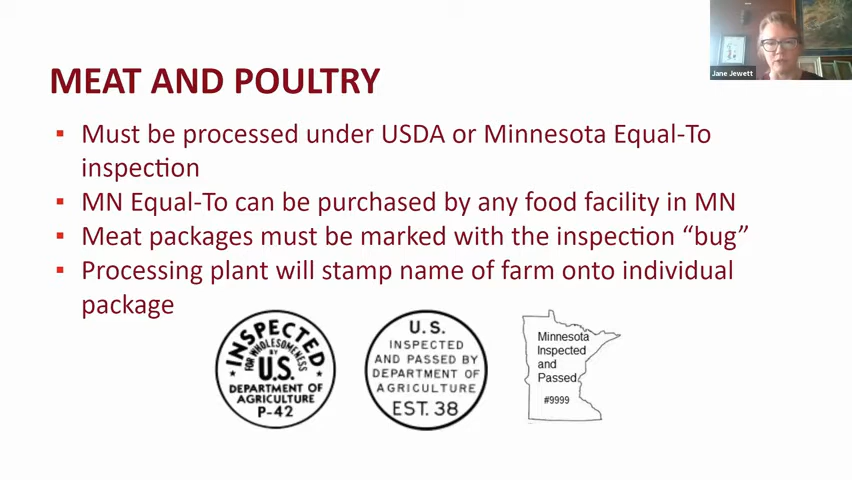 Jane Jewett
MEAT AND POULTRY
▪ Must be processed under USDA or Minnesota Equal-To
inspection
▪ MN Equal-To can be purchased by any food facility in MN
▪ Meat packages must be marked with the inspection “bug”
▪ Processing plant will stamp name of farm onto individual
package
INSPECTED
FOR WHOLESOMENESS
BY
U.S.
DEPARTMENT OF
AGRICULTURE
P-42
U.S.
INSPECTED
AND PASSED BY
DEPARTMENT OF
AGRICULTURE
EST. 38
Minnesota
Inspected
and
Passed
#9999